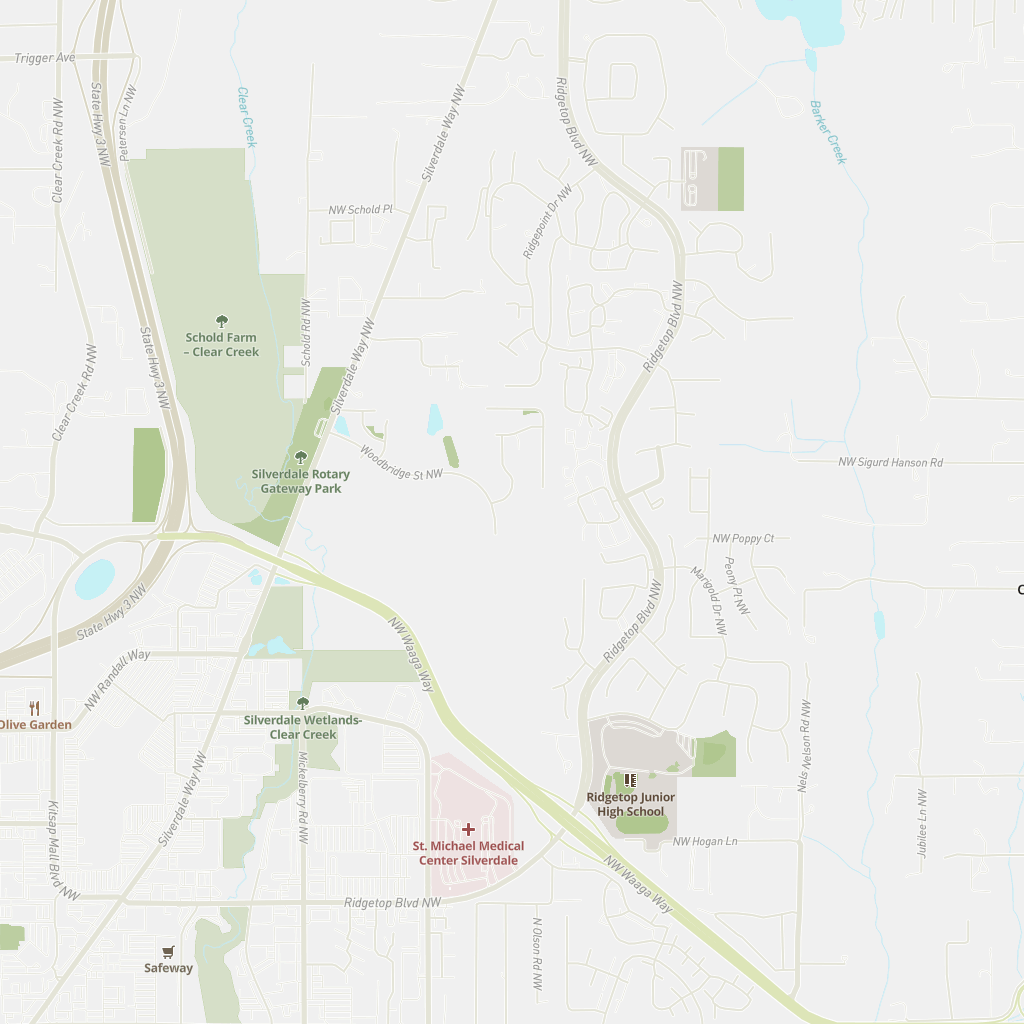 Trigger Ave
State Hwy 3 NW
Petersen Ln NW
Clear Creek Rd NW
Clear Creek
Silverdale Way NW
Ridgetop Blvd NW
Barker Creek
NW Schold Pl
Ridgepoint Dr NW
Schold Farm
– Clear Creek
Schold Rd NW
Silverdale Way NW
Ridgetop Blvd NW
State Hwy 3 NW
Clear Creek Rd NW
Silverdale Rotary
Gateway Park
Woodbridge St NW
NW Sigurd Hanson Rd
NW Poppy Ct
Peony Pl NW
Marigold Dr NW
Ridgetop Blvd NW
State Hwy 3 NW
NW Waaga Way
NW Randall Way
Olive Garden
Silverdale Wetlands-
Clear Creek
Mickelberry Rd NW
Silverdale Way NW
Kitsap Mall Blvd NW
Nels Nelson Rd NW
Jubilee Ln NW
Ridgetop Junior
High School
NW Hogan Ln
St. Michael Medical
Center Silverdale
NW Waaga Way
Ridgetop Blvd NW
N Olson Rd NW
Safeway